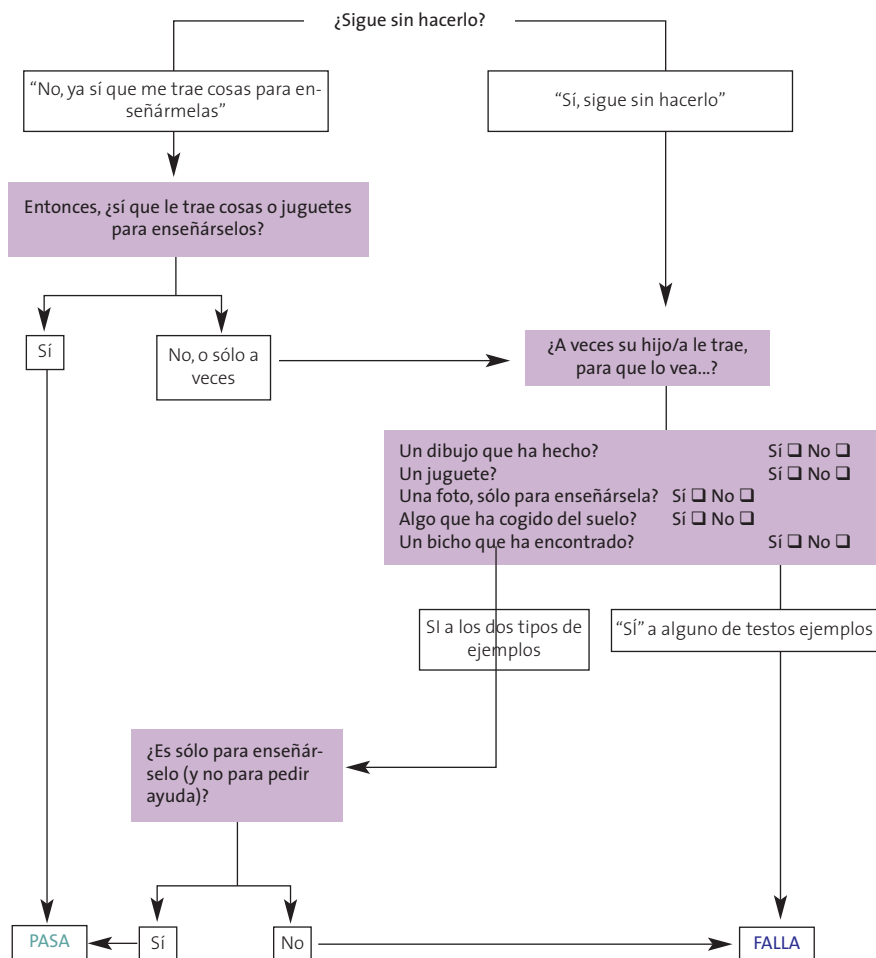 ¿Sigue sin hacerlo?
“No, ya sí que me trae cosas para en-
señármelas”
“Sí, sigue sin hacerlo”
Entonces, ¿sí que le trae cosas o juguetes
para enseñárselos?
Sí
No, o sólo a
veces
¿A veces su hijo/a le trae,
para que lo vea...?
Un dibujo que ha hecho? Sí ❑ No ❑
Un juguete? Sí ❑ No ❑
Una foto, sólo para enseñársela? Sí ❑ No ❑
Algo que ha cogido del suelo? Sí ❑ No ❑
Un bicho que ha encontrado? Sí ❑ No ❑
SI a los dos tipos de
ejemplos
“SÍ” a alguno de testos ejemplos
¿Es sólo para enseñár-
selo (y no para pedir
ayuda)?
PASA
Sí
No
FALLA